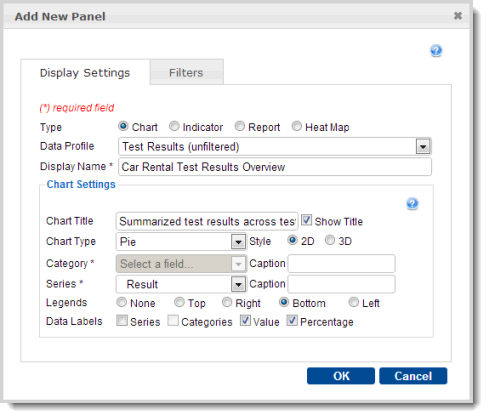 Add New Panel
Display Settings Filters
(*) required field
Type Chart Indicator Report Heat Map
Data Profile Test Results (unfiltered)
Display Name * Car Rental Test Results Overview
Chart Settings
Chart Title Summarized test results across tes Show Title
Chart Type Pie Style 2D 3D
Category * Select a field... Caption
Series * Result Caption
Legends None Top Right Bottom Left
Data Labels Series Categories Value Percentage
OK Cancel